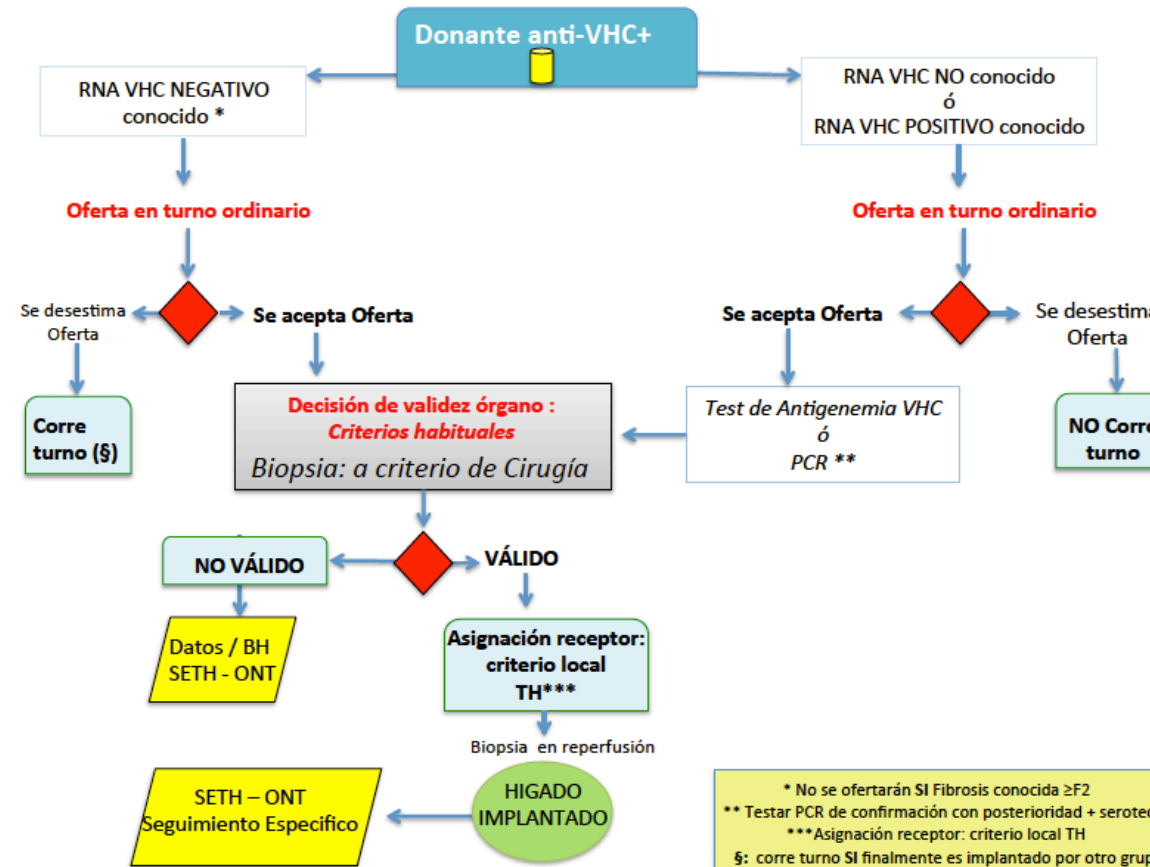 Donante anti-VHC+
RNA VHC NEGATIVO
conocido *
RNA VHC NO conocido
ó
RNA VHC POSITIVO conocido
Oferta en turno ordinario
Oferta en turno ordinario
Se desestima
Oferta
Se acepta Oferta
Se acepta Oferta
Oferta
Se
Corre
turno (§)
Decisión de validez órgano :
Criterios habituales
Biopsia: a criterio de Cirugía
Test de Antigenemia VHC
ó
PCR **
NO
turno
NO VÁLIDO
VÁLIDO
Datos / BH
SETH - ONT
Asignación receptor:
criterio local
TH***
Biopsia en reperfusión
HIGADO
IMPLANTADO
SETH – ONT
Seguimiento Especifico
* No se ofertarán SI Fibrosis conocida ≥F2
** Testar PCR de confirmación con posterioridad +
***Asignación receptor: criterio local TH
§: corre turno SI finalmente es implantado por otro